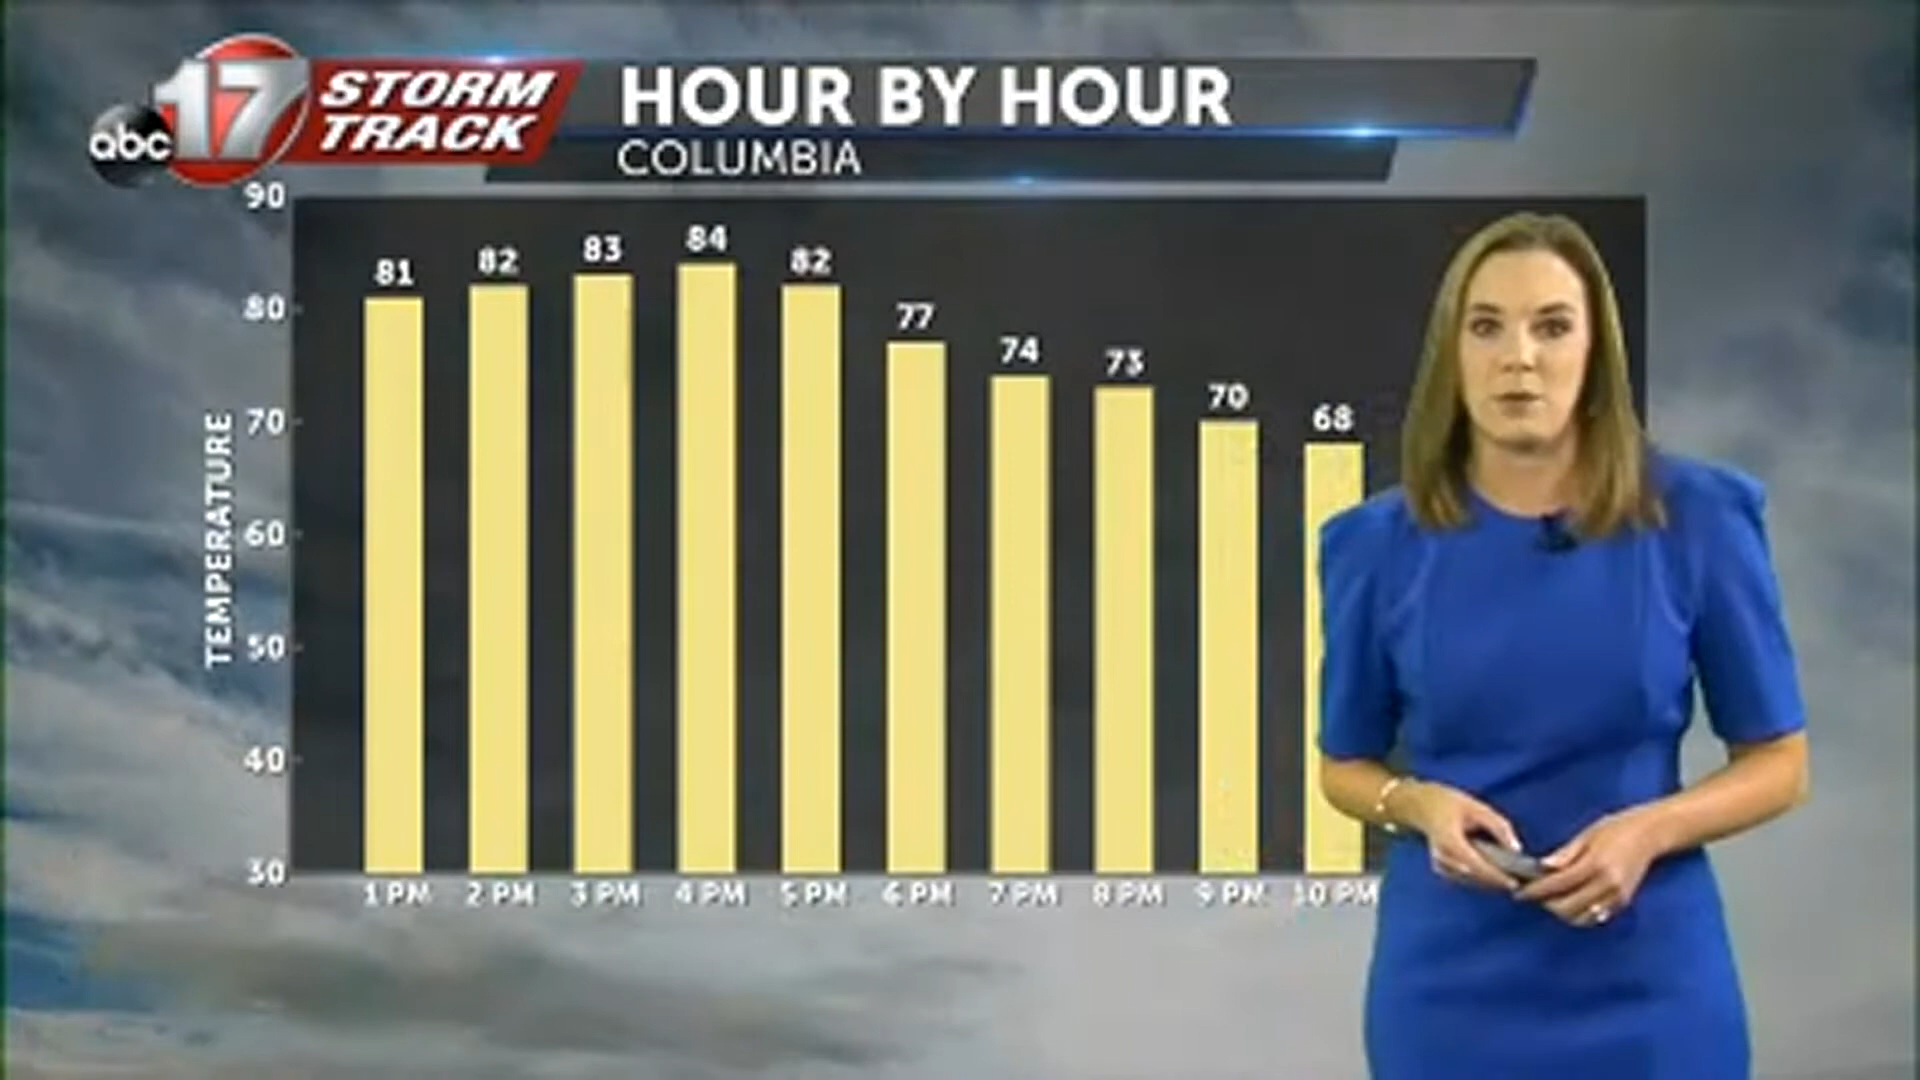 abc 17 STORM TRACK
HOUR BY HOUR
COLUMBIA
90
80
70
60
50
40
30
TEMPERATURE
81
82
83
84
82
77
74
73
70
68
1 PM
2 PM
3 PM
4 PM
5 PM
6 PM
7 PM
8 PM
9 PM
10 PM